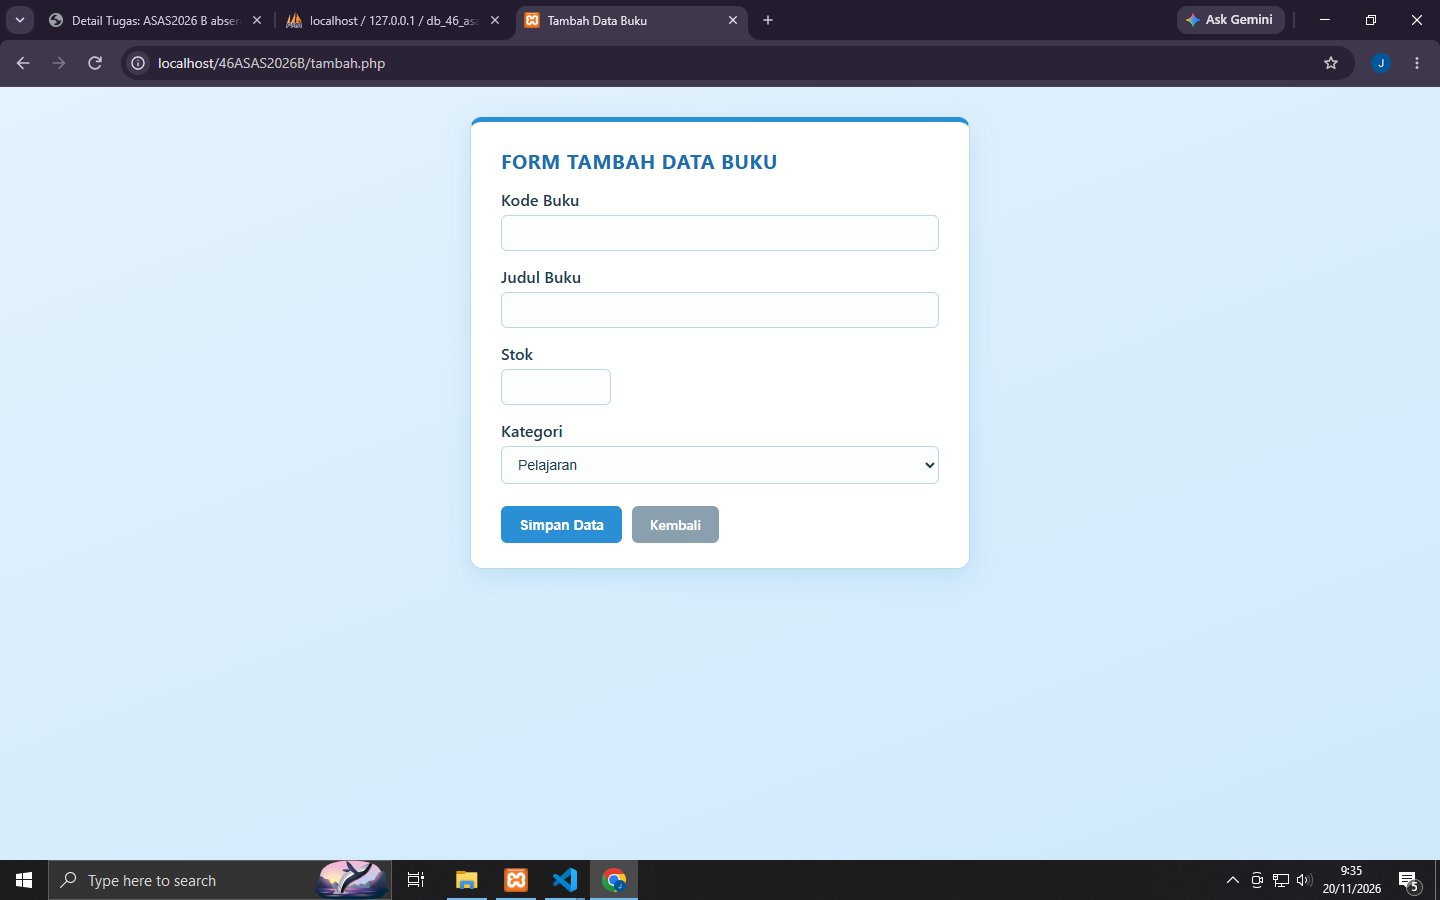 Detail Tugas: ASAS2026 B absen
localhost / 127.0.0.1 / db_46_asa
Tambah Data Buku
Ask Gemini
localhost/46ASAS2026B/tambah.php
J
FORM TAMBAH DATA BUKU
Kode Buku
Judul Buku
Stok
Kategori
Pelajaran
Simpan Data
Kembali
Type here to search
9:35
20/11/2026
5